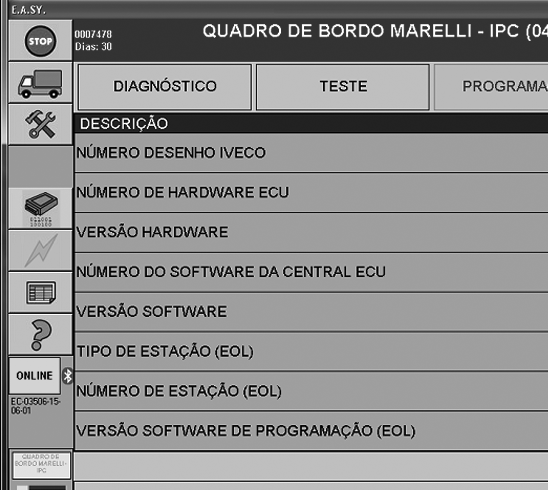 E.A.SY.
STOP
0007478
Dias: 30
QUADRO DE BORDO MARELLI - IPC (04
DIAGNÓSTICO
TESTE
PROGRAMA
DESCRIÇÃO
NÚMERO DESENHO IVECO
NÚMERO DE HARDWARE ECU
VERSÃO HARDWARE
NÚMERO DO SOFTWARE DA CENTRAL ECU
VERSÃO SOFTWARE
TIPO DE ESTAÇÃO (EOL)
NÚMERO DE ESTAÇÃO (EOL)
VERSÃO SOFTWARE DE PROGRAMAÇÃO (EOL)
011001
100100
ONLINE
EC-03506-15-
06-01
QUADRO DE
BORDO MARELLI -
IPC